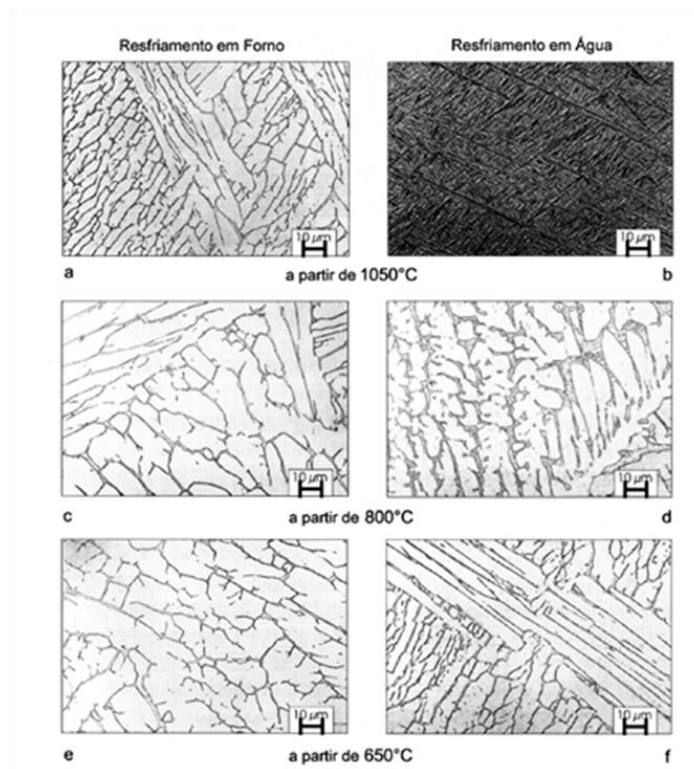 Resfriamento em Forno
Resfriamento em Água
10 µm
10 µm
a
a partir de 1050°C
b
10 µm
10 µm
c
a partir de 800°C
d
10 µm
10 µm
e
a partir de 650°C
f